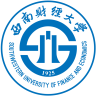 西南财经大学
SOUTHWESTERN UNIVERSITY OF FINANCE AND ECONOMICS
1925